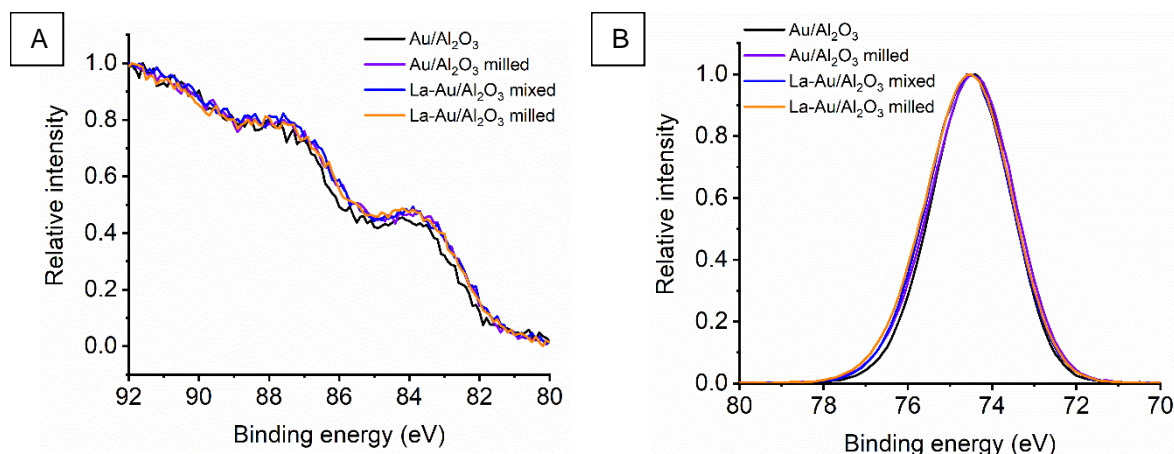 A
Au/Al₂O₃
Au/Al₂O₃ milled
La-Au/Al₂O₃ mixed
La-Au/Al₂O₃ milled
1.0
0.8
0.6
0.4
0.2
0.0
Relative intensity
92 90 88 86 84 82 80
Binding energy (eV)
B
Au/Al₂O₃
Au/Al₂O₃ milled
La-Au/Al₂O₃ mixed
La-Au/Al₂O₃ milled
1.0
0.8
0.6
0.4
0.2
0.0
Relative intensity
80 78 76 74 72 70
Binding energy (eV)